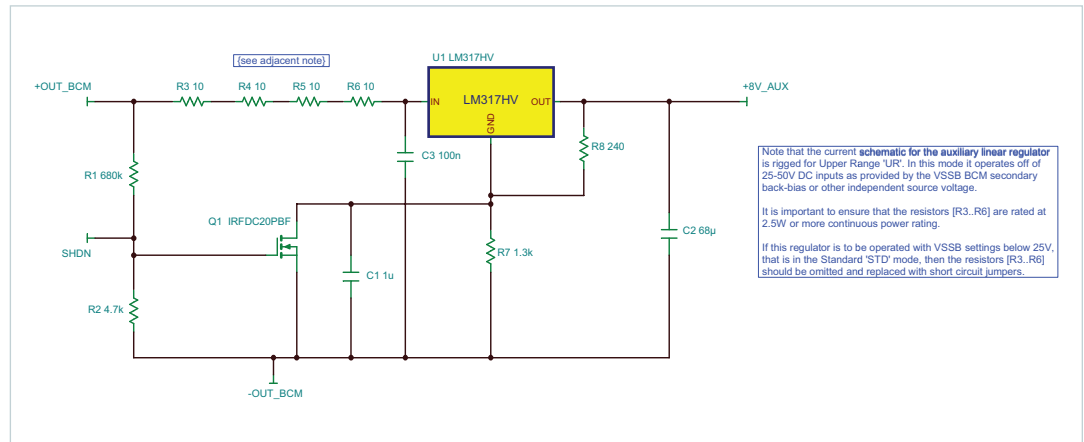 U1 LM317HV
{see adjacent note}
+OUT_BCM
R3 10
R4 10
R5 10
R6 10
IN
LM317HV
OUT
GND
+8V_AUX
R8 240
C3 100n
R1 680k
Note that the current schematic for the auxiliary linear regulator
is rigged for Upper Range 'UR'. In this mode it operates off of
25-50V DC inputs as provided by the VSSB BCM secondary
back-bias or other independent source voltage.
It is important to ensure that the resistors [R3..R6] are rated at
2.5W or more continuous power rating.
If this regulator is to be operated with VSSB settings below 25V,
that is in the Standard 'STD' mode, then the resistors [R3..R6]
should be omitted and replaced with short circuit jumpers.
Q1 IRFDC20PBF
SHDN
C2 68µ
R7 1.3k
C1 1u
R2 4.7k
-OUT_BCM